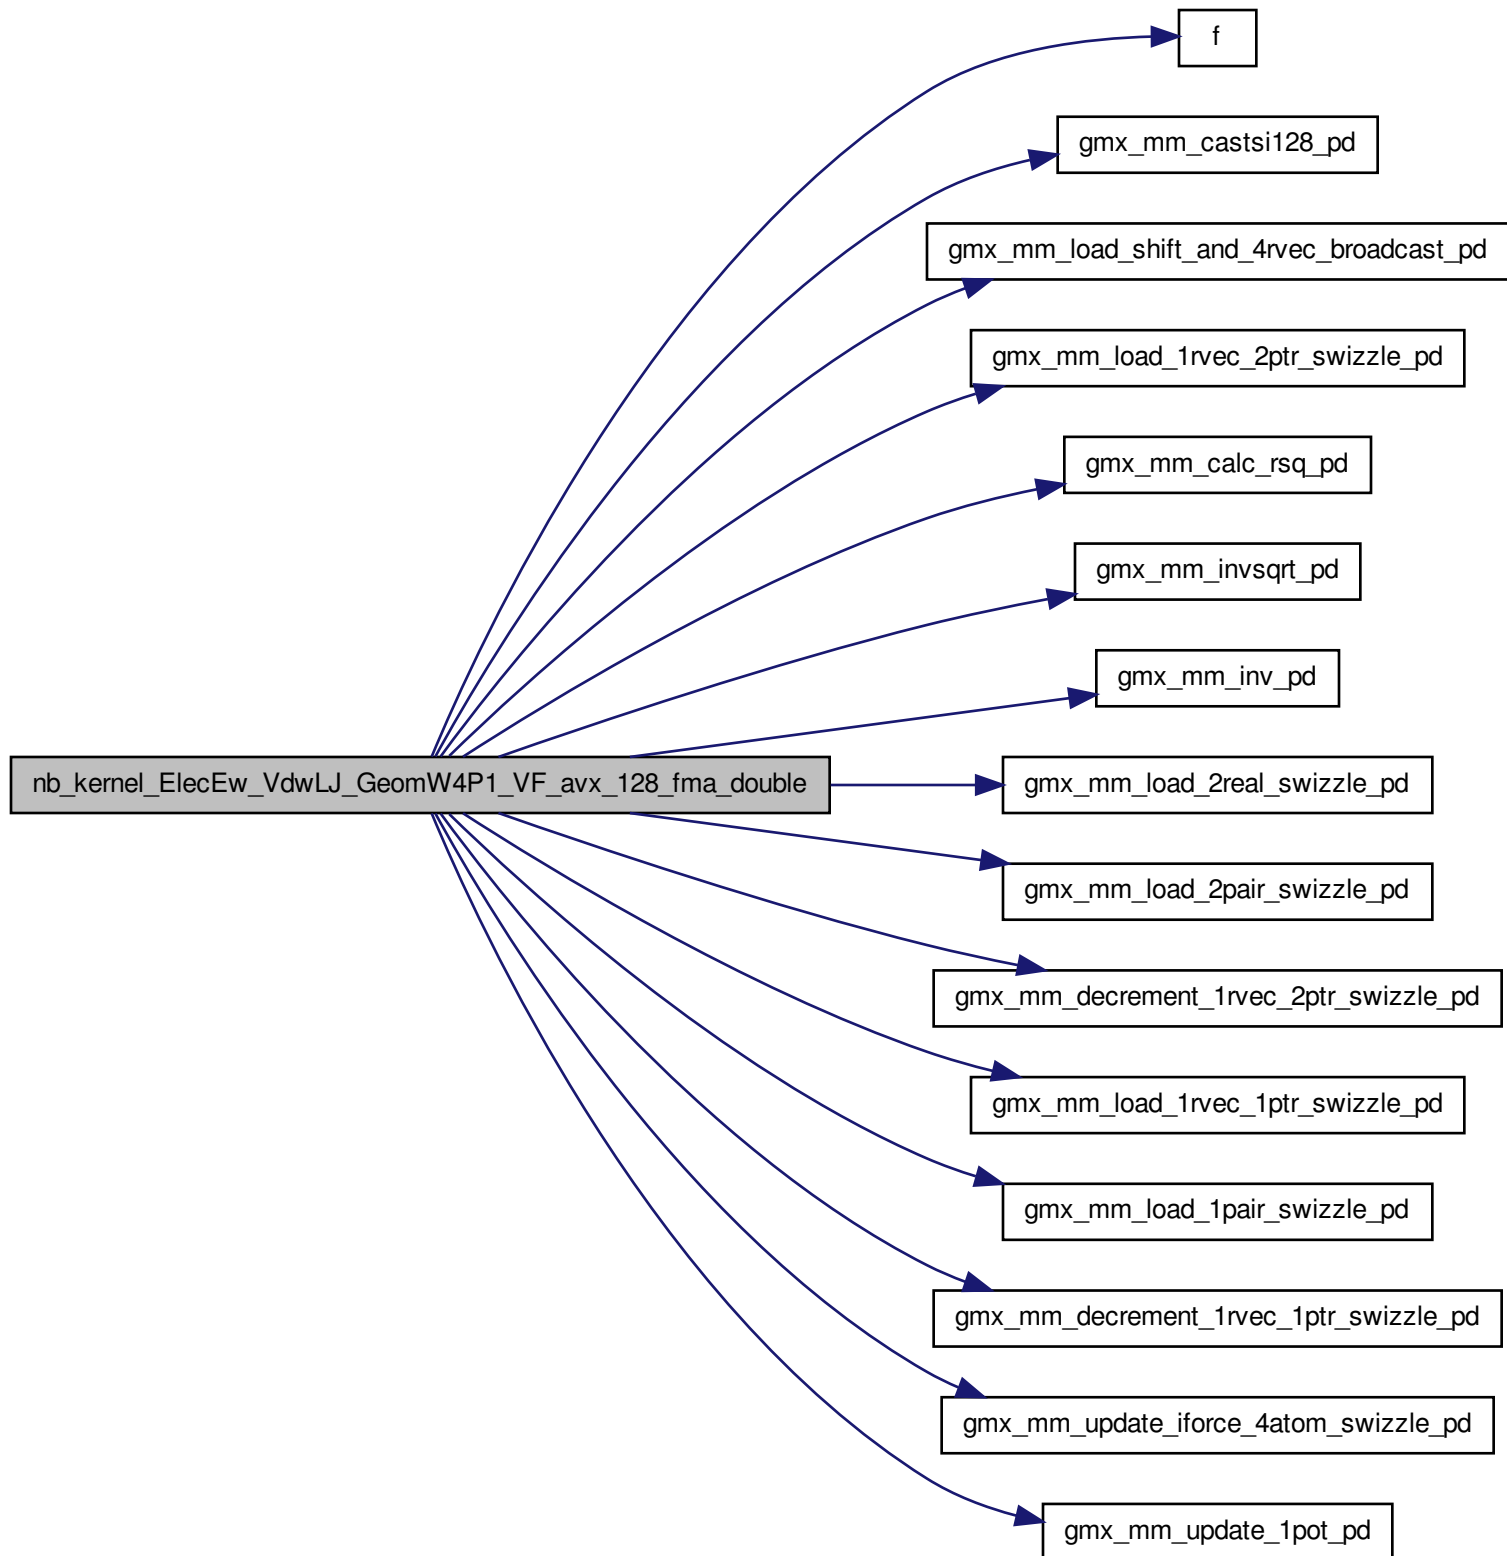 f
gmx_mm_castsi128_pd
gmx_mm_load_shift_and_4rvec_broadcast_pd
gmx_mm_load_1rvec_2ptr_swizzle_pd
gmx_mm_calc_rsq_pd
gmx_mm_invsqrt_pd
gmx_mm_inv_pd
nb_kernel_ElecEw_VdwLJ_GeomW4P1_VF_avx_128_fma_double
gmx_mm_load_2real_swizzle_pd
gmx_mm_load_2pair_swizzle_pd
gmx_mm_decrement_1rvec_2ptr_swizzle_pd
gmx_mm_load_1rvec_1ptr_swizzle_pd
gmx_mm_load_1pair_swizzle_pd
gmx_mm_decrement_1rvec_1ptr_swizzle_pd
gmx_mm_update_iforce_4atom_swizzle_pd
gmx_mm_update_1pot_pd